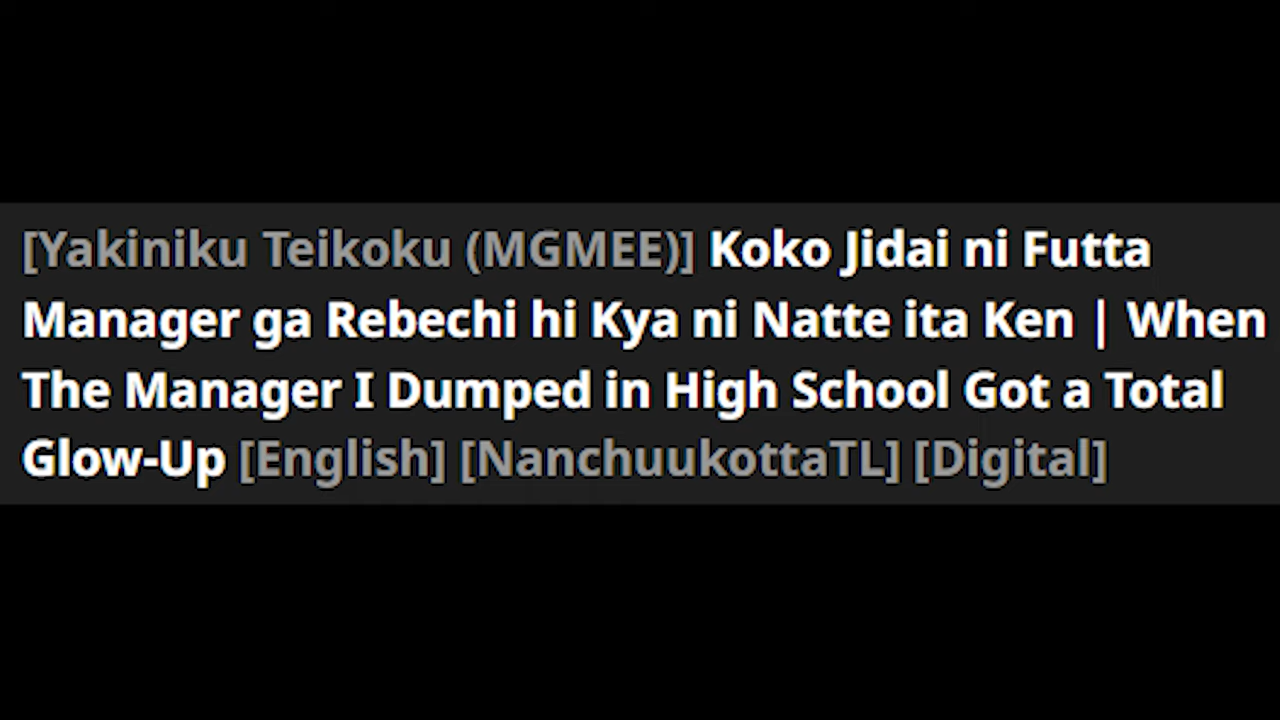 [Yakiniku Teikoku (MGMEE)] Koko Jidai ni Futta
Manager ga Rebechi hi Kya ni Natte ita Ken | When
The Manager I Dumped in High School Got a Total
Glow-Up [English] [NanchuukottaTL] [Digital]